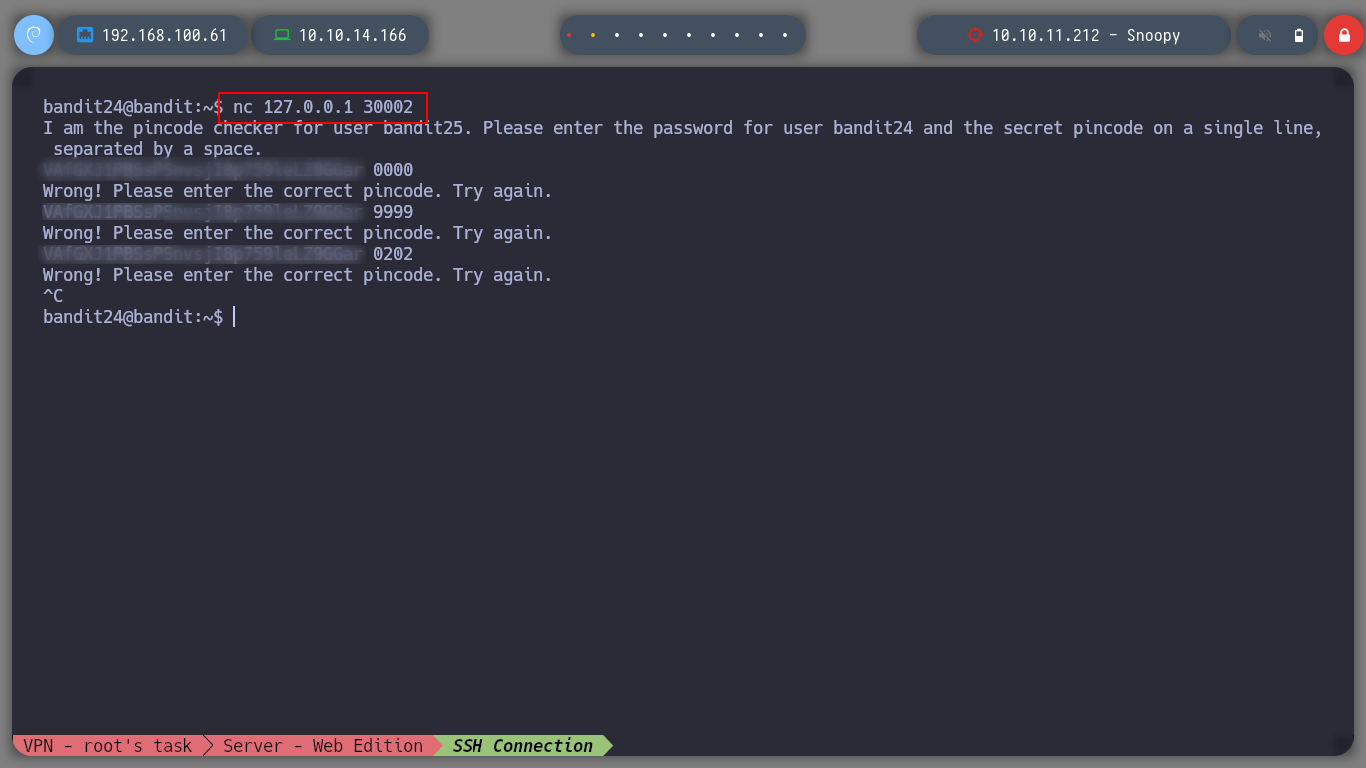 192.168.100.61
10.10.14.166
10.10.11.212 - Snoopy
bandit24@bandit:~$ nc 127.0.0.1 30002
I am the pincode checker for user bandit25. Please enter the password for user bandit24 and the secret pincode on a single line,
separated by a space.
0000
Wrong! Please enter the correct pincode. Try again.
9999
Wrong! Please enter the correct pincode. Try again.
0202
Wrong! Please enter the correct pincode. Try again.
^C
bandit24@bandit:~$
VPN - root's task
Server - Web Edition
SSH Connection